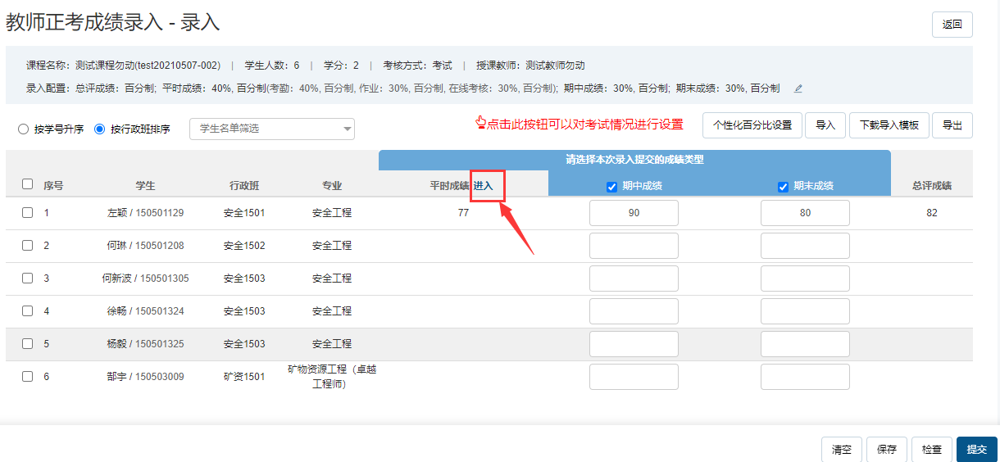 教师正考成绩录入 - 录入
返回
课程名称：测试课程勿动(test20210507-002) | 学生人数：6 | 学分：2 | 考核方式：考试 | 授课教师：测试教师勿动
录入配置：总评成绩：百分制; 平时成绩：40%, 百分制(考勤：40%, 百分制, 作业：30%, 百分制, 在线考核：30%, 百分制); 期中成绩：30%, 百分制; 期末成绩：30%, 百分制
按学号升序 按行政班排序 学生名单筛选 点击此按钮可以对考试情况进行设置 个性化百分比设置 导入 下载导入模板 导出
请选择本次录入提交的成绩类型
序号 学生 行政班 专业 平时成绩 进入 期中成绩 期末成绩 总评成绩
1 左颖 / 150501129 安全1501 安全工程 77 90 80 82
2 何琳 / 150501208 安全1502 安全工程
3 何新波 / 150501305 安全1503 安全工程
4 徐畅 / 150501324 安全1503 安全工程
5 杨毅 / 150501325 安全1503 安全工程
6 郜宇 / 150503009 矿资1501 矿物资源工程（卓越
工程师）
清空 保存 检查 提交